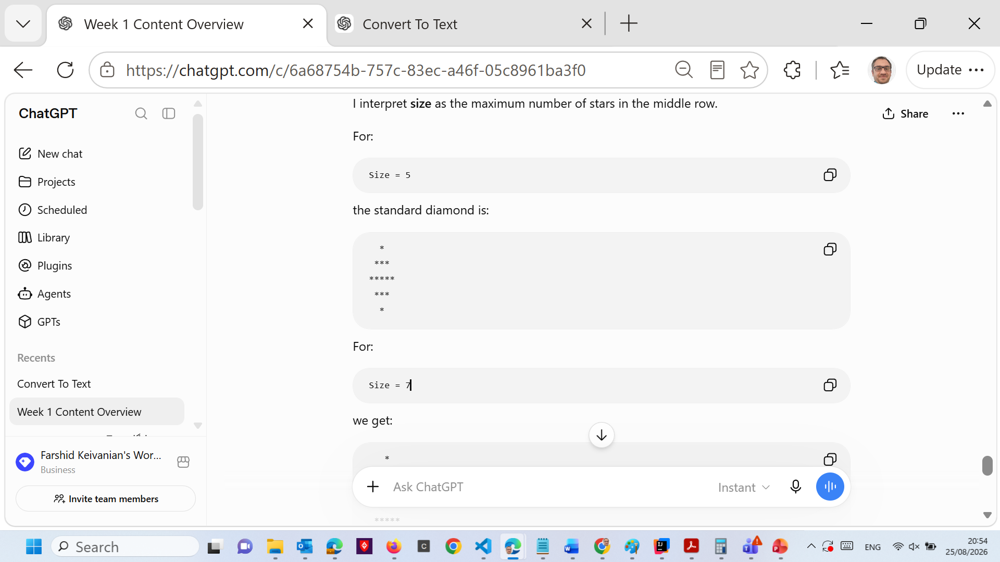 Week 1 Content Overview
Convert To Text
https://chatgpt.com/c/6a68754b-757c-83ec-a46f-05c8961ba3f0
Update
ChatGPT
New chat
Projects
Scheduled
Library
Plugins
Agents
GPTs
Recents
Convert To Text
Week 1 Content Overview
Farshid Keivanian's Wor...
Business
Invite team members
Share
I interpret size as the maximum number of stars in the middle row.
For:
Size = 5
the standard diamond is:
*
***
*****
***
*
For:
Size = 7
we get:
*
Ask ChatGPT
Instant
*****
Search
ENG
20:54
25/08/2026